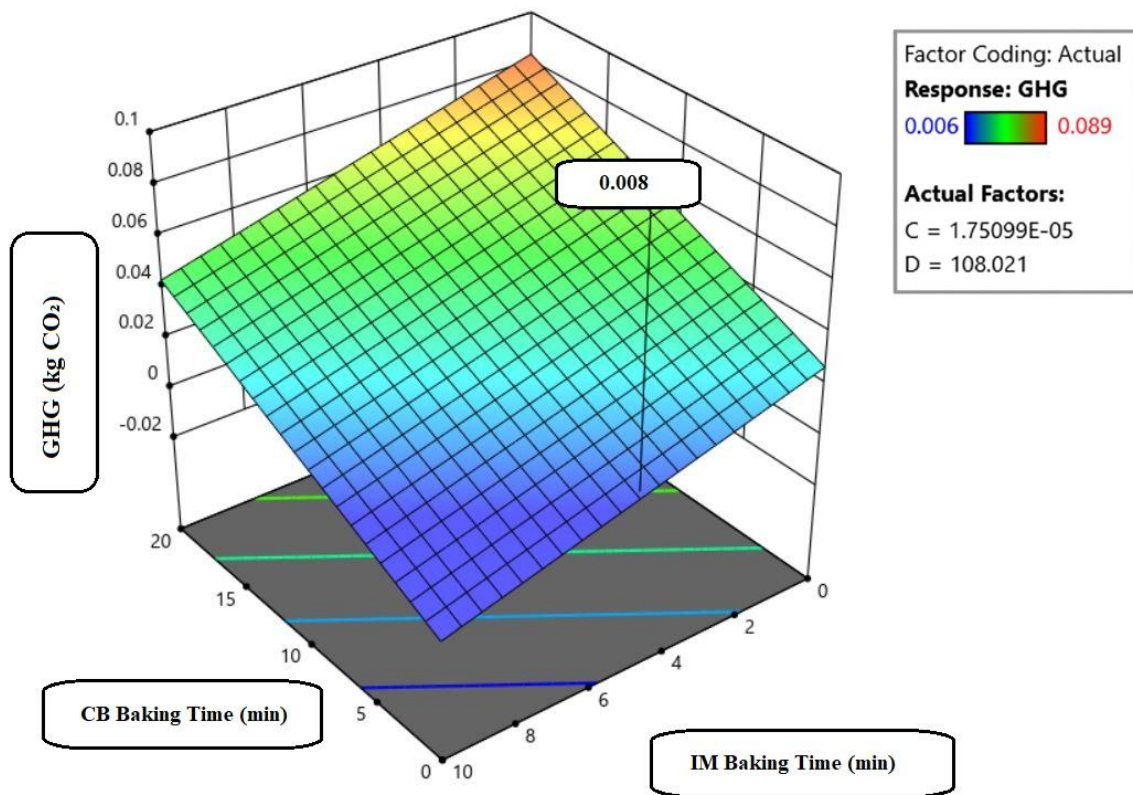 Factor Coding: Actual
Response: GHG
0.006 0.089
Actual Factors:
C = 1.75099E-05
D = 108.021
0.008
GHG (kg CO₂)
0.1
0.08
0.06
0.04
0.02
0
-0.02
20
15
10
5
0
CB Baking Time (min)
0
2
4
6
8
10
IM Baking Time (min)